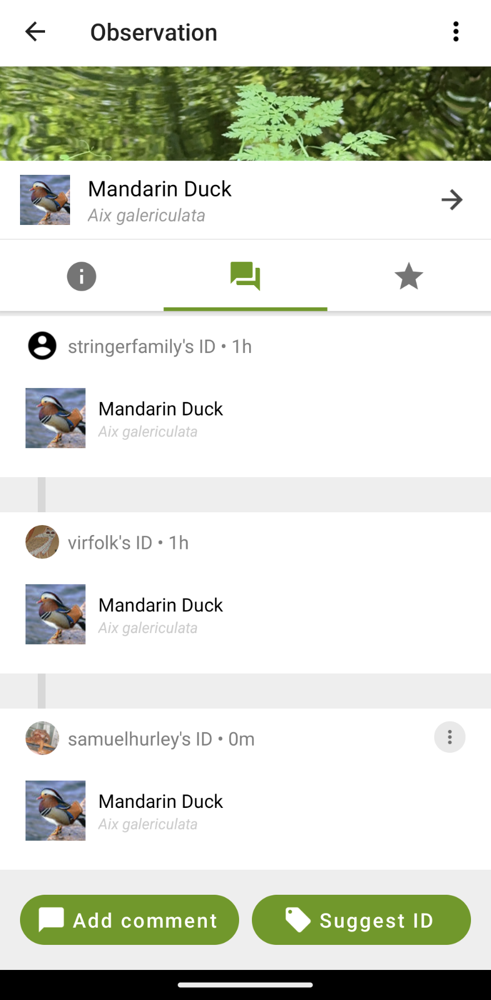 Observation
Mandarin Duck
Aix galericulata
stringerfamily's ID • 1h
Mandarin Duck
Aix galericulata
virfolk's ID • 1h
Mandarin Duck
Aix galericulata
samuelhurley's ID • 0m
Mandarin Duck
Aix galericulata
Add comment
Suggest ID